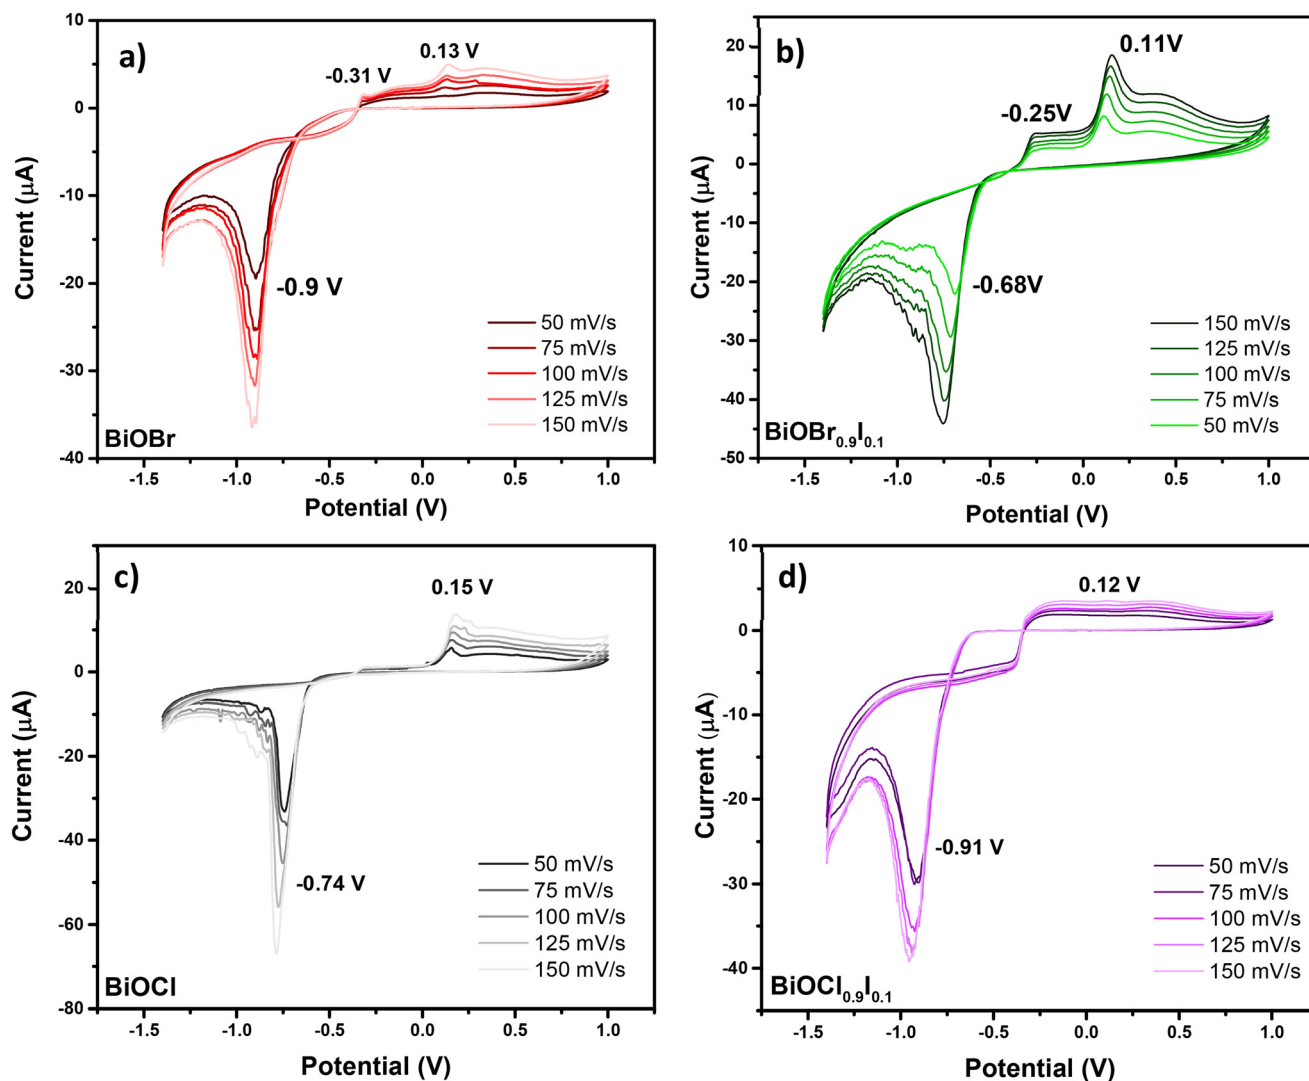 a)
0.13 V
-0.31 V
-0.9 V
50 mV/s
75 mV/s
100 mV/s
125 mV/s
150 mV/s
BiOBr
10
0
-10
-20
-30
-40
Current (μA)
-1.5 -1.0 -0.5 0.0 0.5 1.0
Potential (V)
b)
0.11V
-0.25V
-0.68V
150 mV/s
125 mV/s
100 mV/s
75 mV/s
50 mV/s
BiOBr0.9I0.1
20
10
0
-10
-20
-30
-40
-50
Current (μA)
-1.5 -1.0 -0.5 0.0 0.5 1.0
Potential (V)
c)
0.15 V
-0.74 V
50 mV/s
75 mV/s
100 mV/s
125 mV/s
150 mV/s
BiOCl
20
0
-20
-40
-60
-80
Current (μA)
-1.5 -1.0 -0.5 0.0 0.5 1.0
Potential (V)
d)
0.12 V
-0.91 V
50 mV/s
75 mV/s
100 mV/s
125 mV/s
150 mV/s
BiOCl0.9I0.1
10
0
-10
-20
-30
-40
Current (μA)
-1.5 -1.0 -0.5 0.0 0.5 1.0
Potential (V)